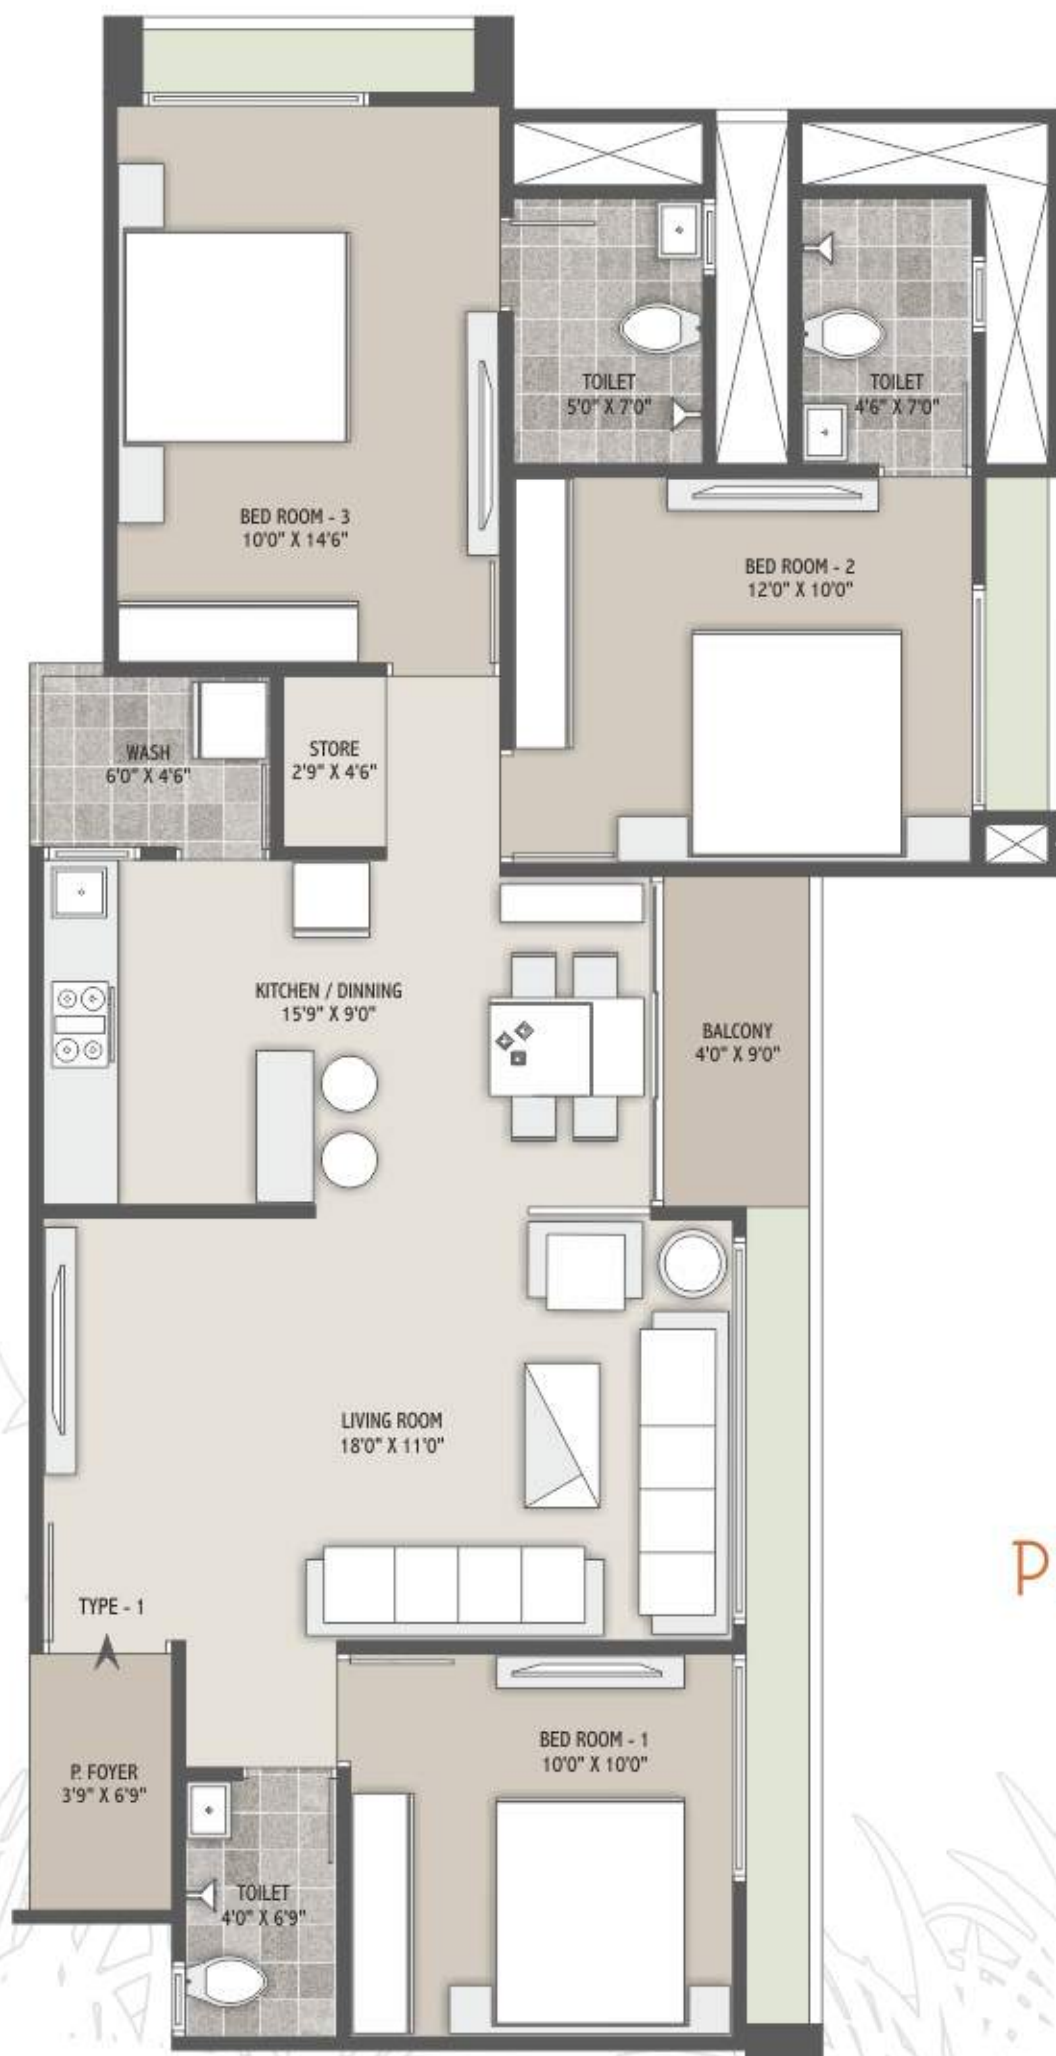 TOILET
5'0" X 7'0"
TOILET
4'6" X 7'0"
BED ROOM - 3
10'0" X 14'6"
BED ROOM - 2
12'0" X 10'0"
WASH
6'0" X 4'6"
STORE
2'9" X 4'6"
KITCHEN / DINNING
15'9" X 9'0"
BALCONY
4'0" X 9'0"
LIVING ROOM
18'0" X 11'0"
P
TYPE - 1
BED ROOM - 1
10'0" X 10'0"
P. FOYER
3'9" X 6'9"
TOILET
4'0" X 6'9"